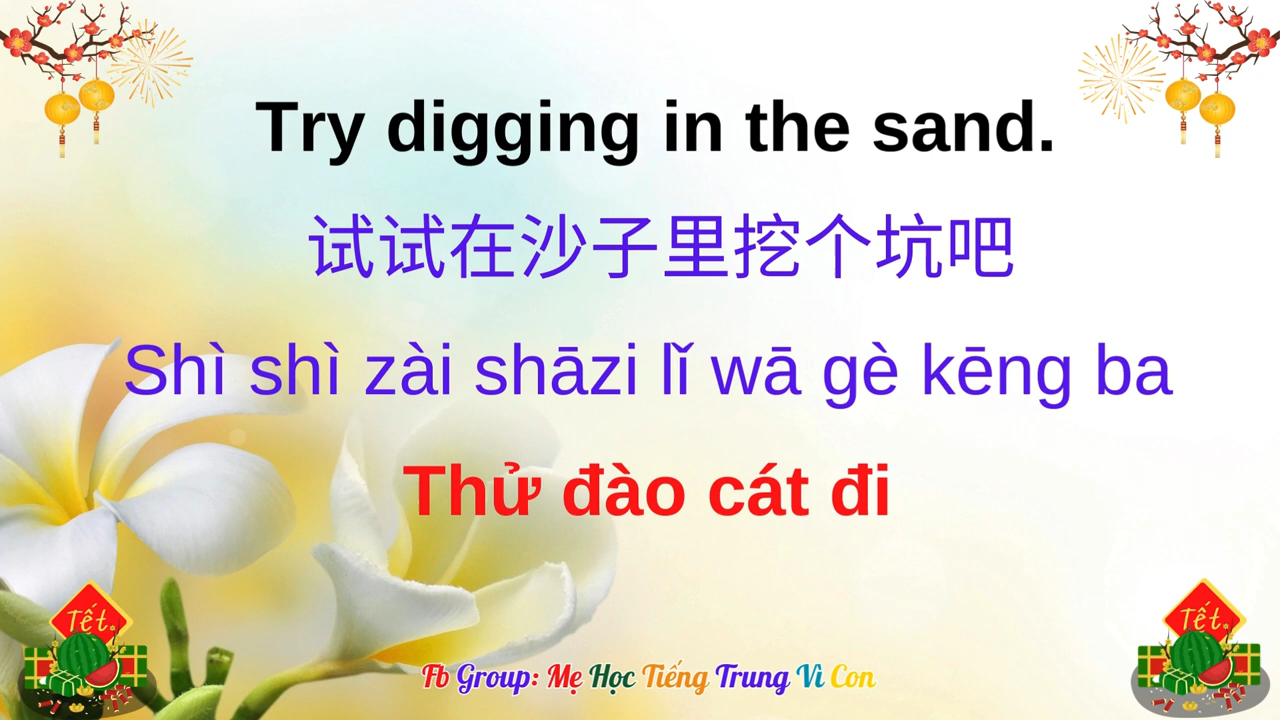 Try digging in the sand.
试试在沙子里挖个坑吧
Shì shì zài shāzi lǐ wā gè kēng ba
Thử đào cát đi
Tết
Tết
Fb Group: Mẹ Học Tiếng Trung Vì Con